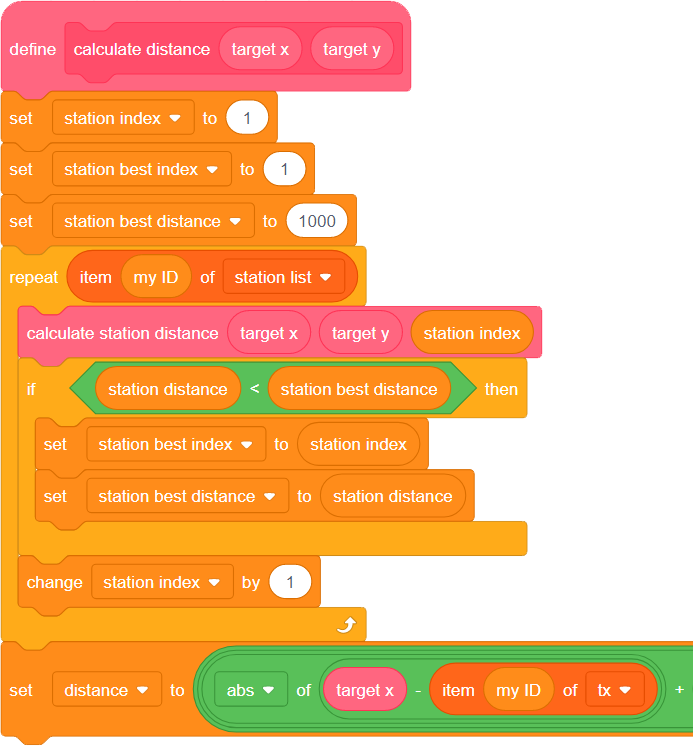 define calculate distance target x target y
set station index to 1
set station best index to 1
set station best distance to 1000
repeat item my ID of station list
calculate station distance target x target y station index
if station distance < station best distance then
set station best index to station index
set station best distance to station distance
change station index by 1
set distance to abs of target x - item my ID of tx +